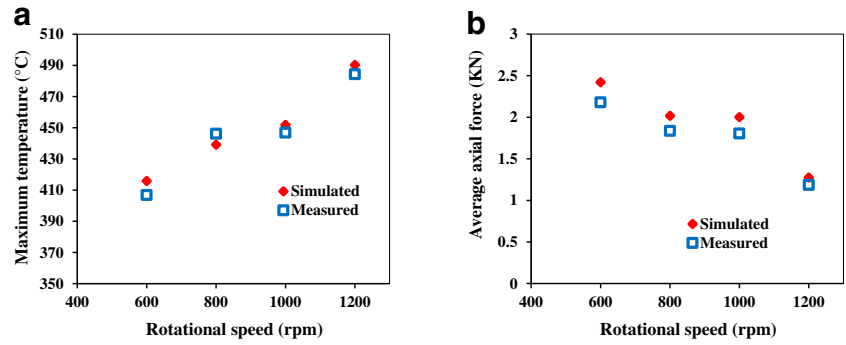 a
Maximum temperature (°C)
510
490
470
450
430
410
390
370
350
400
600
800
1000
1200
Rotational speed (rpm)
Simulated
Measured
b
Average axial force (KN)
3
2.5
2
1.5
1
0.5
0
400
600
800
1000
1200
Rotational speed (rpm)
Simulated
Measured